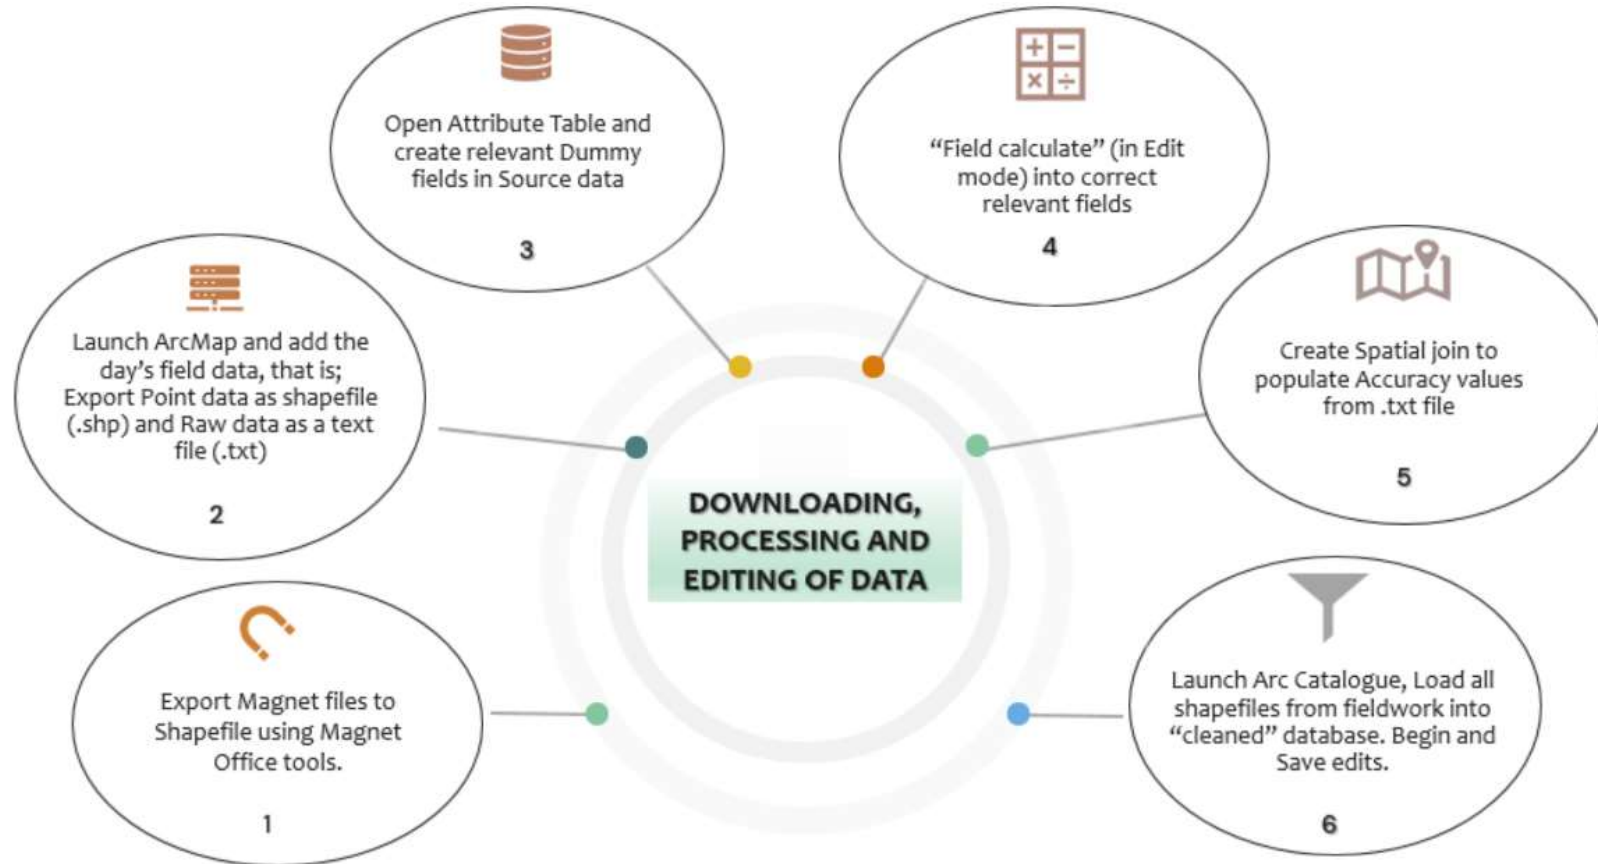 Open Attribute Table and
create relevant Dummy
fields in Source data
3
“Field calculate” (in Edit
mode) into correct
relevant fields
4
Launch ArcMap and add the
day’s field data, that is;
Export Point data as shapefile
(.shp) and Raw data as a text
file (.txt)
2
Create Spatial join to
populate Accuracy values
from .txt file
5
DOWNLOADING,
PROCESSING AND
EDITING OF DATA
Export Magnet files to
Shapefile using Magnet
Office tools.
1
Launch Arc Catalogue, Load all
shapefiles from fieldwork into
“cleaned” database. Begin and
Save edits.
6